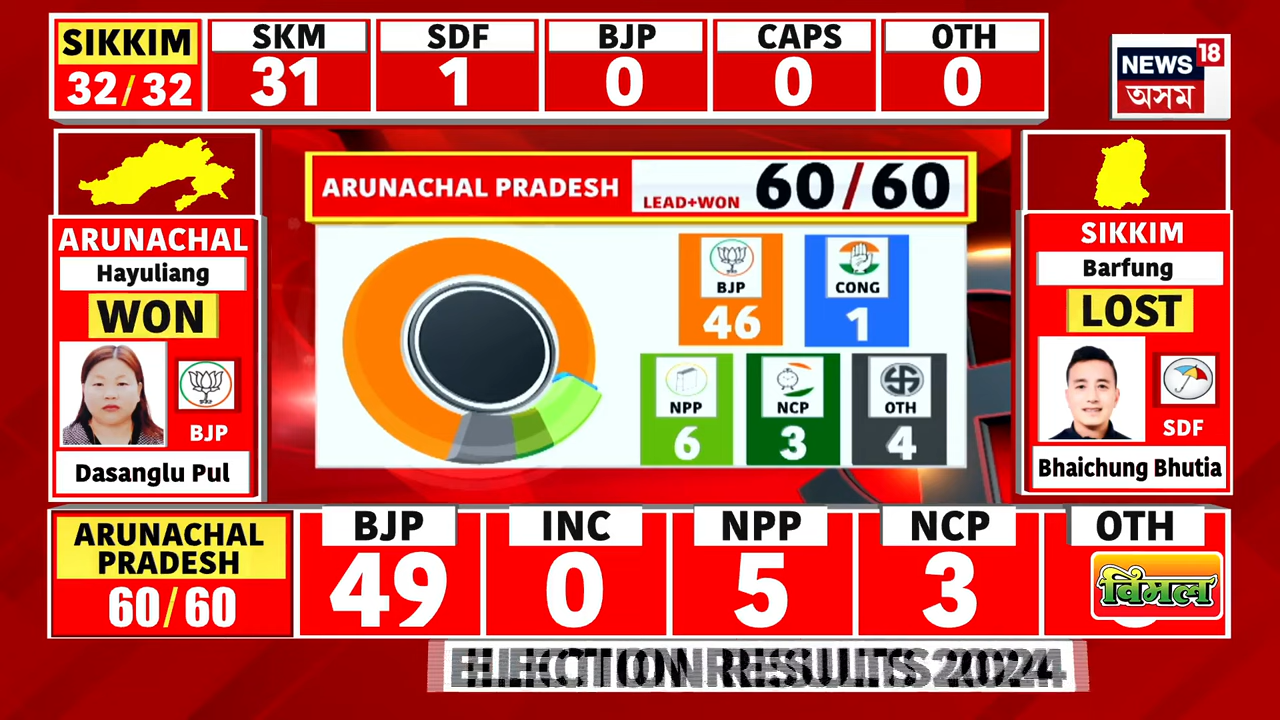 SIKKIM
32/32
SKM
31
SDF
1
BJP
0
CAPS
0
OTH
0
NEWS 18
অসম
ARUNACHAL
Hayuliang
WON
BJP
Dasanglu Pul
ARUNACHAL PRADESH
LEAD+WON 60/60
BJP
46
CONG
1
NPP
6
NCP
3
OTH
4
SIKKIM
Barfung
LOST
SDF
Bhaichung Bhutia
ARUNACHAL
PRADESH
60/60
BJP
49
INC
0
NPP
5
NCP
3
OTH
विमल
ELECTION RESULTS 2024